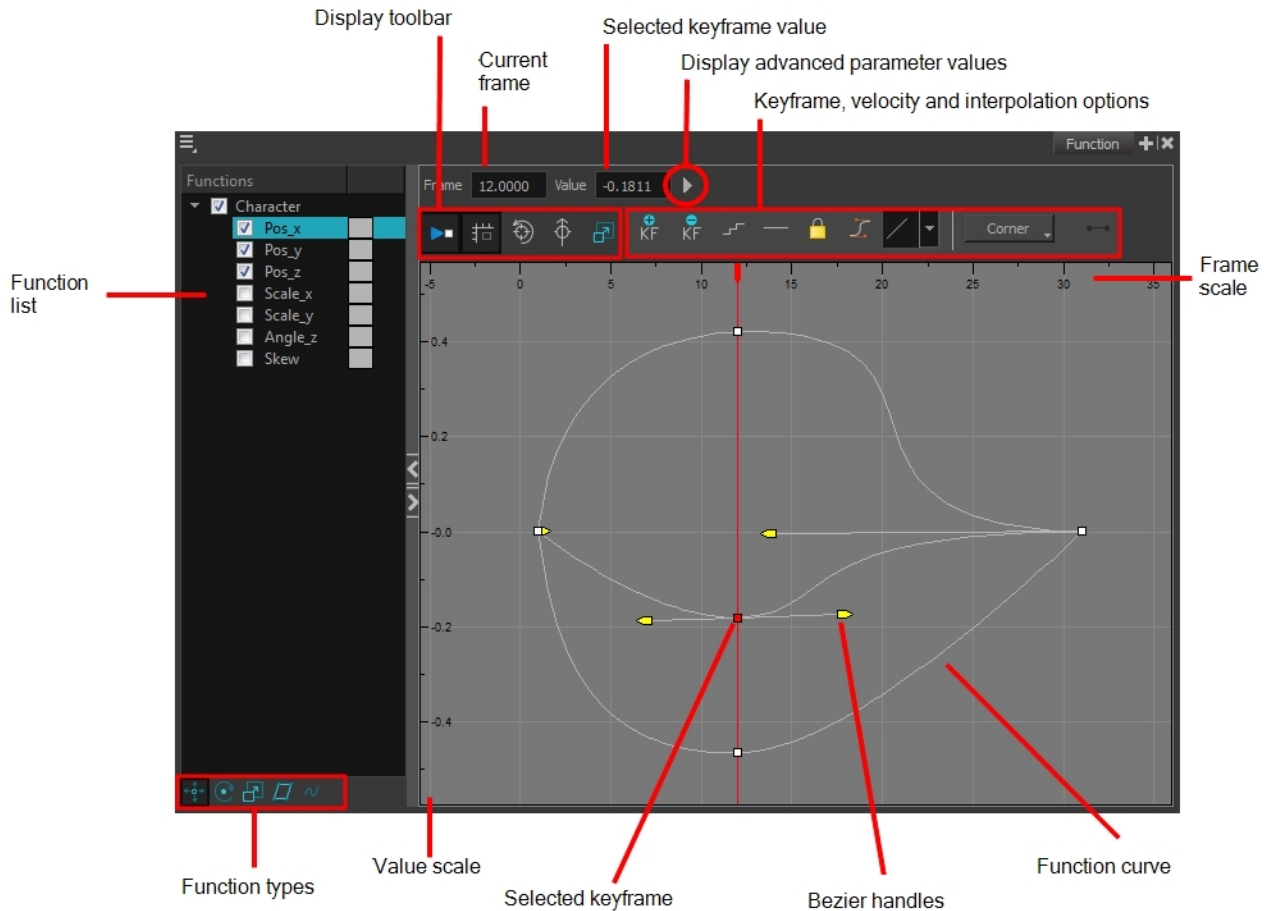 Display toolbar
Selected keyframe value
Current
frame
Display advanced parameter values
Keyframe, velocity and interpolation options
Function
Functions
Frame 12.0000 Value -0.1811
Character
Pos_x
Pos_y
Pos_z
Scale_x
Scale_y
Angle_z
Skew
KF KF Corner
-5 0 5 10 15 20 25 30 35
-0.4
-0.2
-0.0
-0.2
-0.4
Function
list
Frame
scale
Function types
Value scale
Selected keyframe
Bezier handles
Function curve